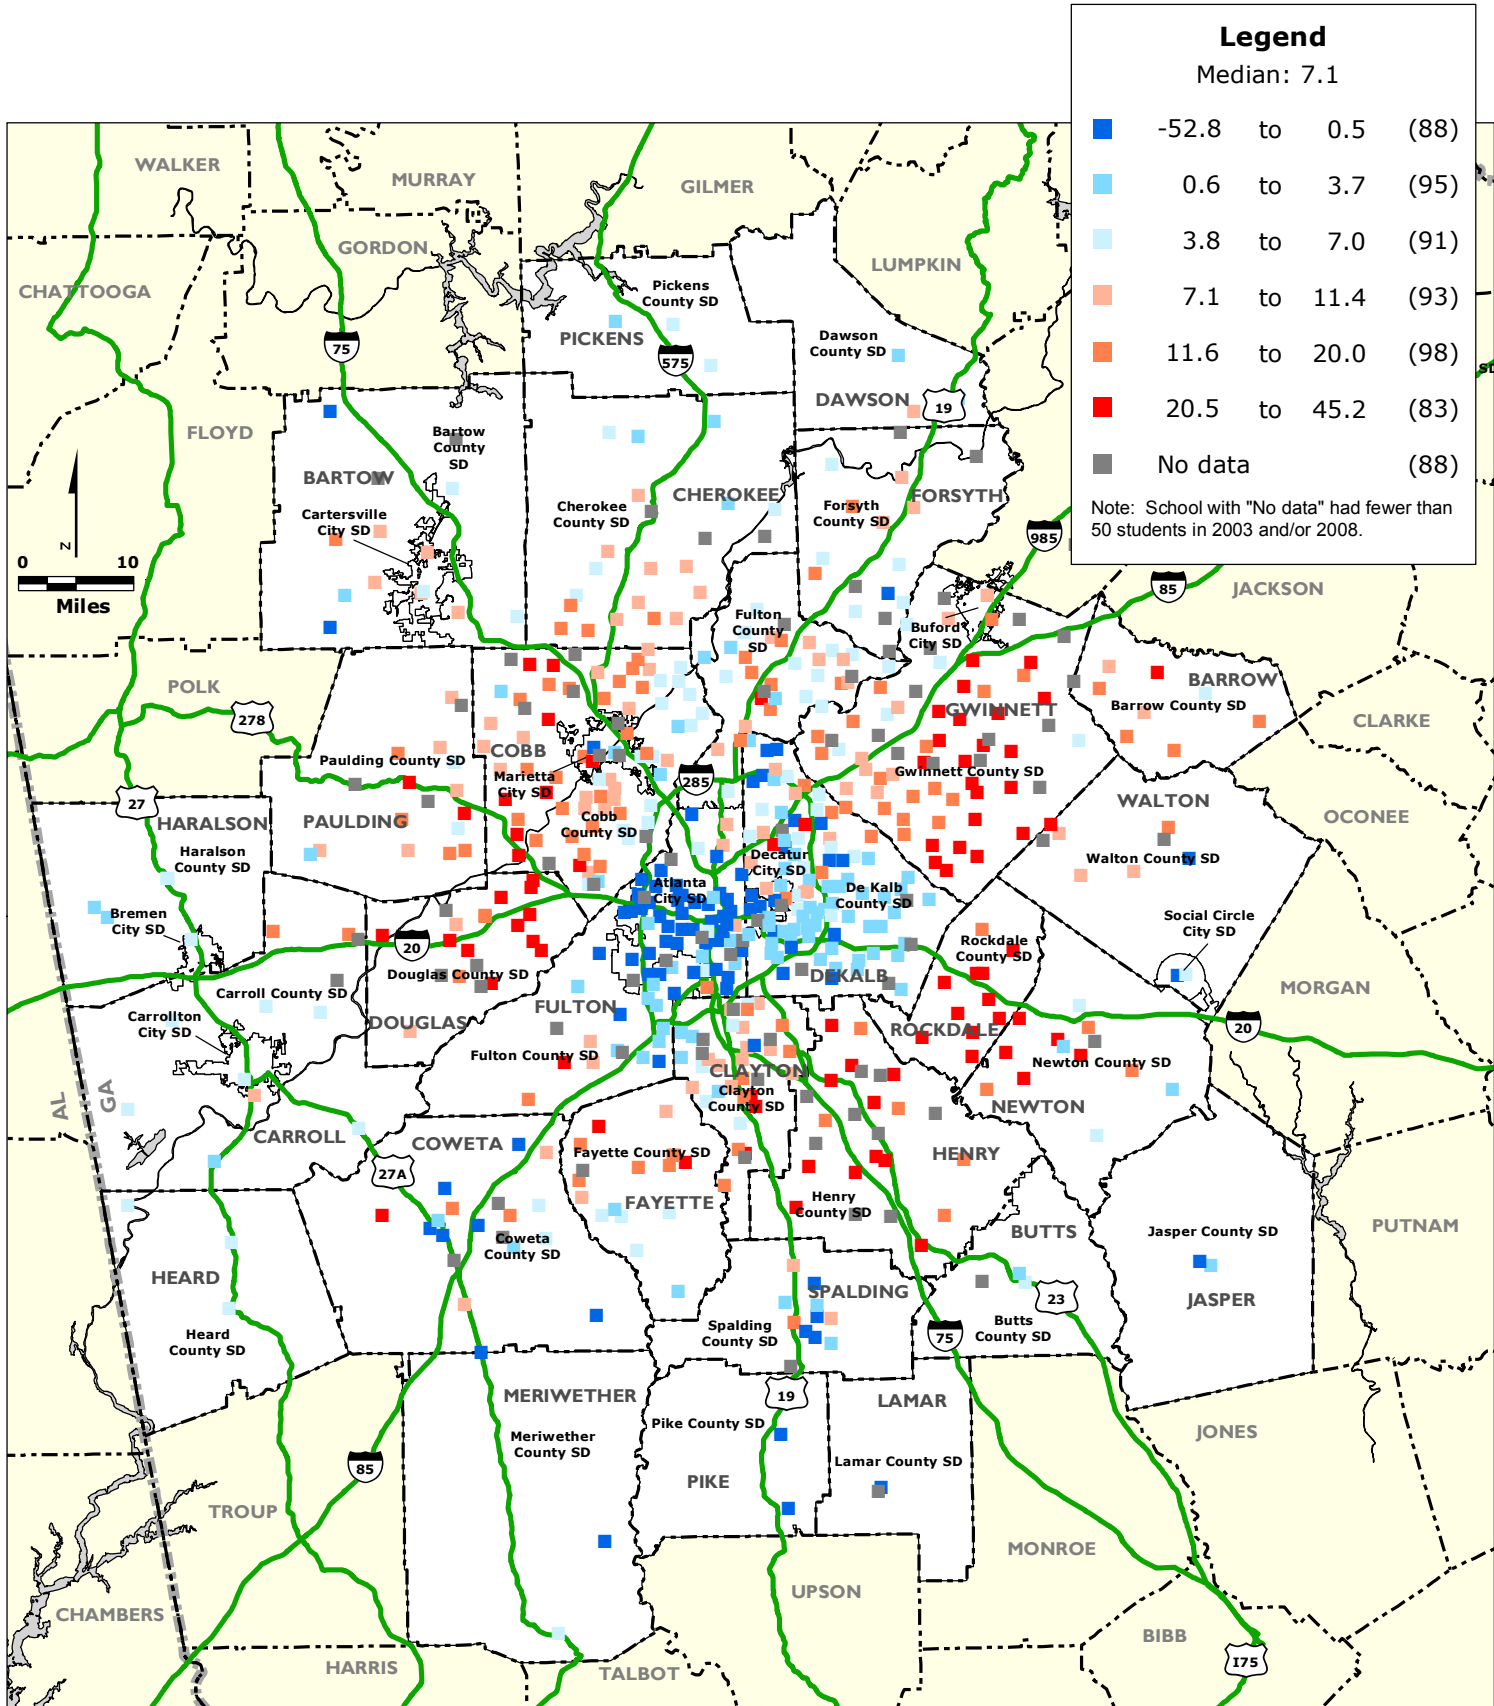 Legend
Median: 7.1
-52.8 to 0.5 (88)
0.6 to 3.7 (95)
3.8 to 7.0 (91)
7.1 to 11.4 (93)
11.6 to 20.0 (98)
20.5 to 45.2 (83)
No data (88)
Note: School with "No data" had fewer than
50 students in 2003 and/or 2008.
WALKER
MURRAY
GILMER
GORDON
LUMPKIN
CHATTOOGA
Pickens
County SD
PICKENS
75
575
Dawson
County SD
DAWSON
19
FLOYD
Bartow
County
SD
BARTOW
CHEROKEE
FORSYTH
Cartersville
City SD
Cherokee
County SD
Forsyth
County SD
985
N
0 10
Miles
85
JACKSON
Fulton
County
SD
Buford
City SD
POLK
278
BARROW
Barrow County SD
GWINNETT
CLARKE
COBB
Paulding County SD
Marietta
City SD
285
Gwinnett County SD
27
HARALSON
PAULDING
Cobb
County SD
WALTON
OCONEE
Haralson
County SD
Decatur
City SD
Walton County SD
Atlanta
City SD
De Kalb
County SD
Bremen
City SD
Social Circle
City SD
20
Rockdale
County SD
Douglas County SD
DEKALB
Carroll County SD
FULTON
MORGAN
Carrollton
City SD
DOUGLAS
ROCKDALE
20
Fulton County SD
Newton County SD
CLAYTON
Clayton
County SD
AL
GA
NEWTON
CARROLL
COWETA
Fayette County SD
HENRY
27A
FAYETTE
Henry
County SD
BUTTS
Jasper County SD
PUTNAM
Coweta
County SD
HEARD
SPALDING
23
JASPER
Heard
County SD
Spalding
County SD
75
Butts
County SD
MERIWETHER
19
LAMAR
Pike County SD
JONES
Meriwether
County SD
85
Lamar County SD
PIKE
TROUP
MONROE
UPSON
CHAMBERS
BIBB
HARRIS
TALBOT
I75